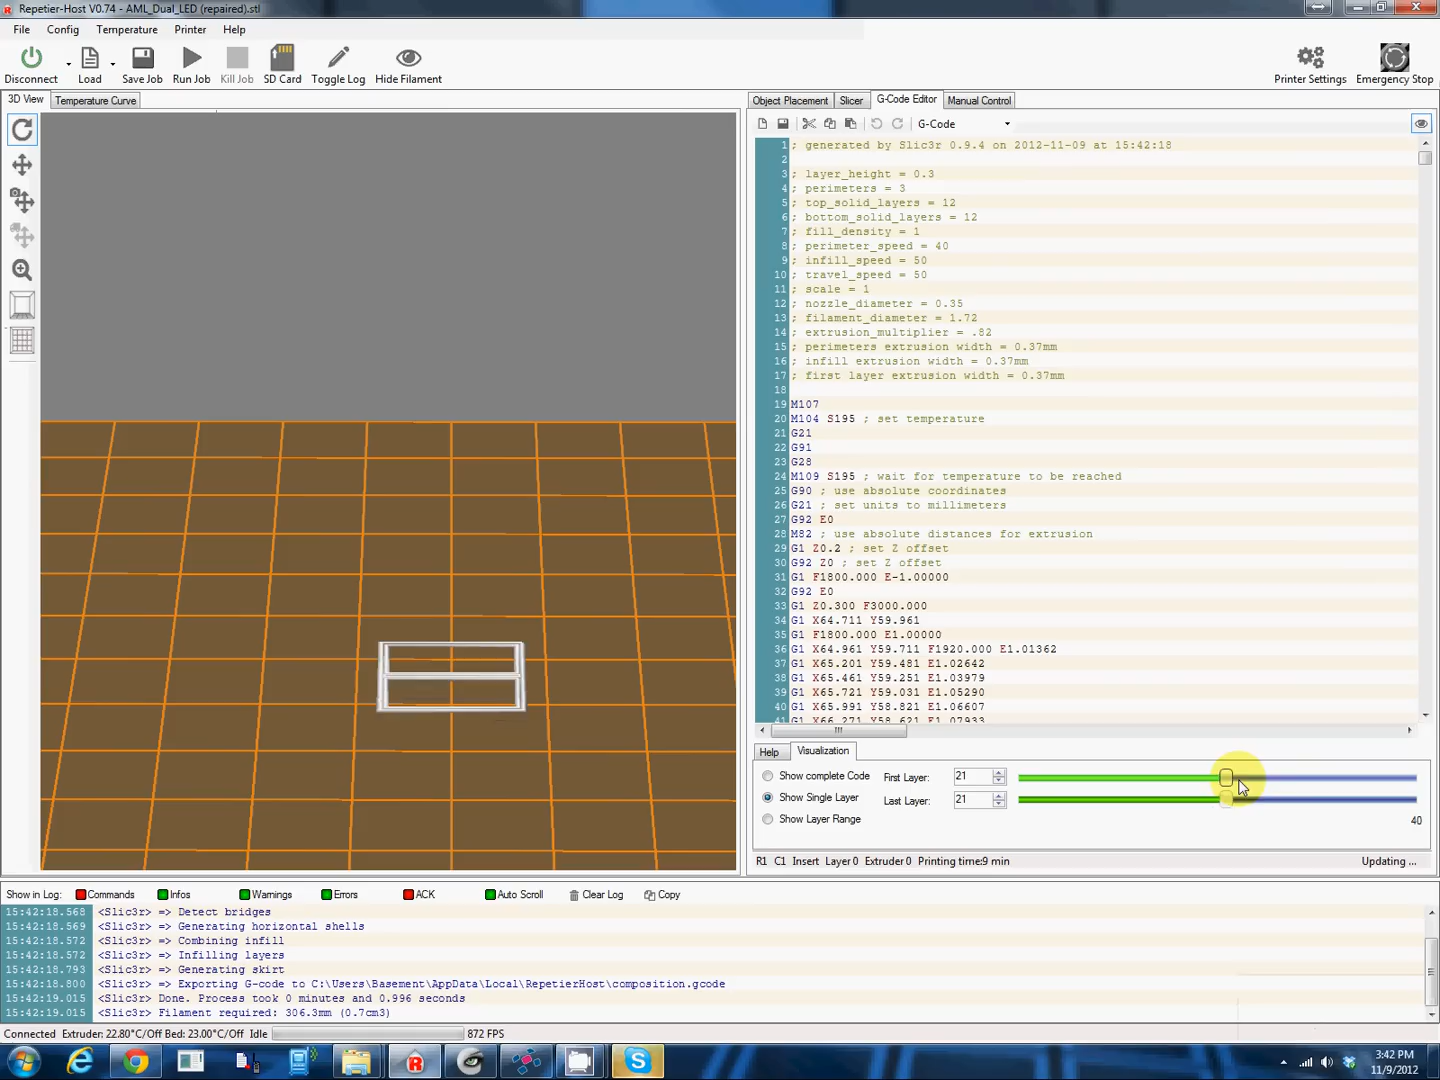 Repetier-Host V0.74 - AML_Dual_LED (repaired).stl
File Config Temperature Printer Help
Disconnect Load Save Job Run Job Kill Job SD Card Toggle Log Hide Filament Printer Settings Emergency Stop
3D View Temperature Curve
Object Placement Slicer G-Code Editor Manual Control
G-Code
1 ; generated by Slic3r 0.9.4 on 2012-11-09 at 15:42:18
2
3 ; layer_height = 0.3
4 ; perimeters = 3
5 ; top_solid_layers = 12
6 ; bottom_solid_layers = 12
7 ; fill_density = 1
8 ; perimeter_speed = 40
9 ; infill_speed = 50
10 ; travel_speed = 50
11 ; scale = 1
12 ; nozzle_diameter = 0.35
13 ; filament_diameter = 1.72
14 ; extrusion_multiplier = .82
15 ; perimeters extrusion width = 0.37mm
16 ; infill extrusion width = 0.37mm
17 ; first layer extrusion width = 0.37mm
18
19 M107
20 M104 S195 ; set temperature
21 G21
22 G91
23 G28
24 M109 S195 ; wait for temperature to be reached
25 G90 ; use absolute coordinates
26 G21 ; set units to millimeters
27 G92 E0
28 M82 ; use absolute distances for extrusion
29 G1 Z0.2 ; set Z offset
30 G92 Z0 ; set Z offset
31 G1 F1800.000 E-1.00000
32 G92 E0
33 G1 Z0.300 F3000.000
34 G1 X64.711 Y59.961
35 G1 F1800.000 E1.00000
36 G1 X64.961 Y59.711 F1920.000 E1.01362
37 G1 X65.201 Y59.481 E1.02642
38 G1 X65.461 Y59.251 E1.03979
39 G1 X65.721 Y59.031 E1.05290
40 G1 X65.991 Y58.821 E1.06607
41 G1 X66.271 Y58.621 E1.07933
Help Visualization
Show complete Code First Layer: 21
Show Single Layer Last Layer: 21
Show Layer Range 40
R1 C1 Insert Layer 0 Extruder 0 Printing time:9 min Updating ...
Show in Log: Commands Infos Warnings Errors ACK Auto Scroll Clear Log Copy
15:42:18.568 <Slic3r> => Detect bridges
15:42:18.569 <Slic3r> => Generating horizontal shells
15:42:18.572 <Slic3r> => Combining infill
15:42:18.572 <Slic3r> => Infilling layers
15:42:18.793 <Slic3r> => Generating skirt
15:42:18.800 <Slic3r> => Exporting G-code to C:\Users\Basement\AppData\Local\RepetierHost\composition.gcode
15:42:19.015 <Slic3r> Done. Process took 0 minutes and 0.996 seconds
15:42:19.015 <Slic3r> Filament required: 306.3mm (0.7cm3)
Connected Extruder: 22.80°C/Off Bed: 23.00°C/Off Idle 872 FPS
3:42 PM
11/9/2012